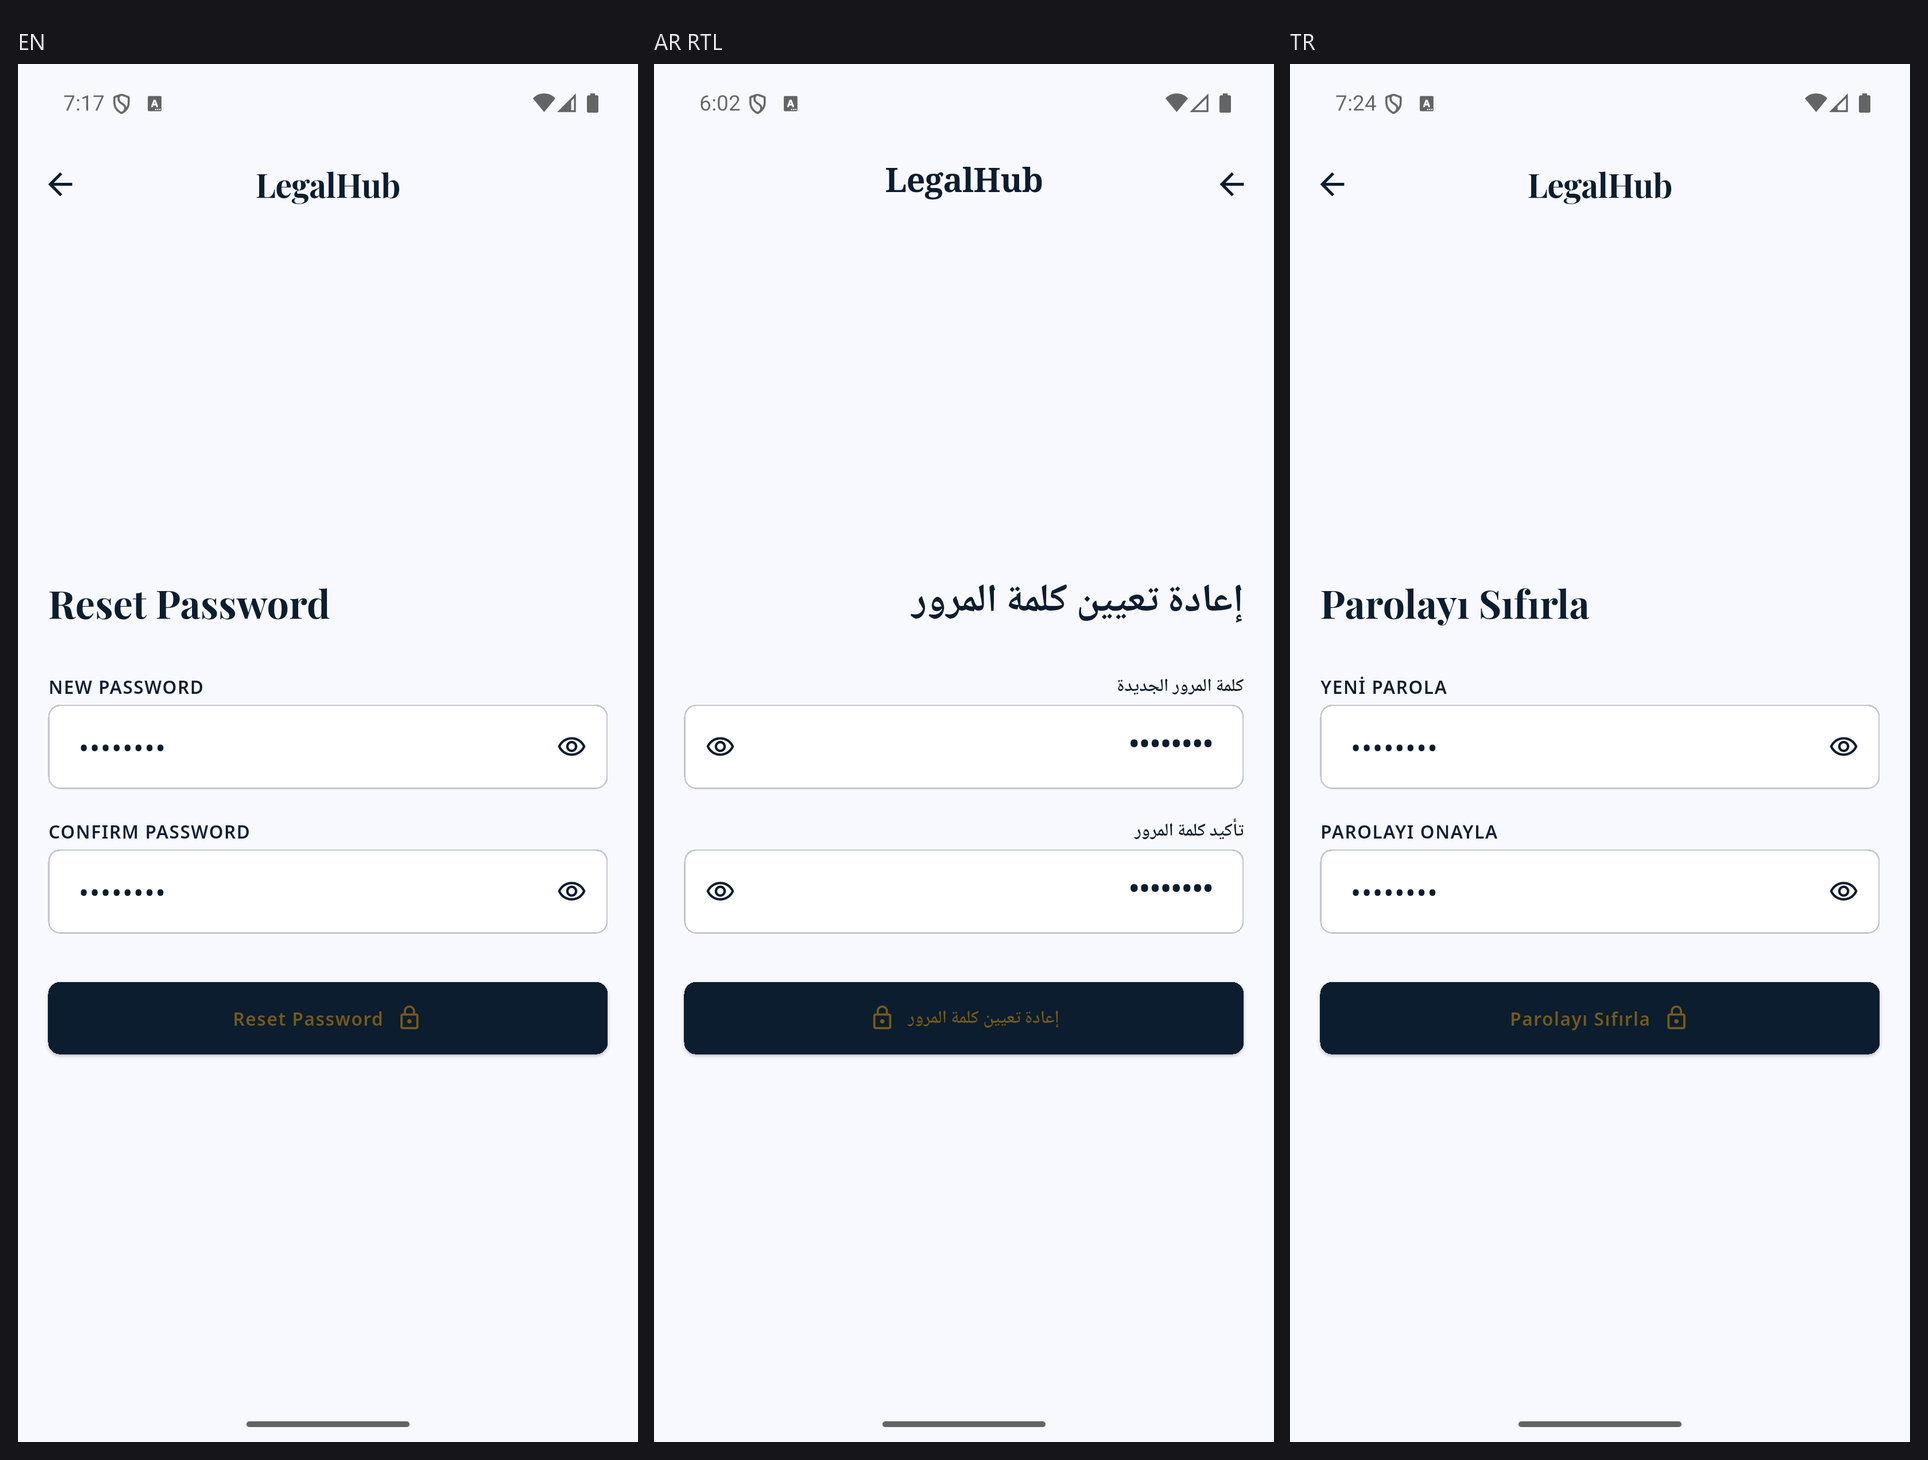 EN
7:17
LegalHub
Reset Password
NEW PASSWORD
••••••••
CONFIRM PASSWORD
••••••••
Reset Password
AR RTL
6:02
LegalHub
إعادة تعيين كلمة المرور
كلمة المرور الجديدة
••••••••
تأكيد كلمة المرور
••••••••
إعادة تعيين كلمة المرور
TR
7:24
LegalHub
Parolayı Sıfırla
YENİ PAROLA
••••••••
PAROLAYI ONAYLA
••••••••
Parolayı Sıfırla